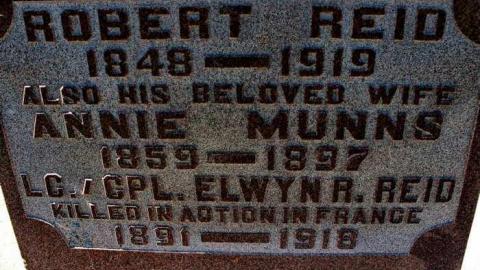 ROBERT REID
1848 — 1919
ALSO HIS BELOVED WIFE
ANNIE MUNNS
1859 — 1897
LC./CPL. ELWYN R. REID
KILLED IN ACTION IN FRANCE
1891 — 1918